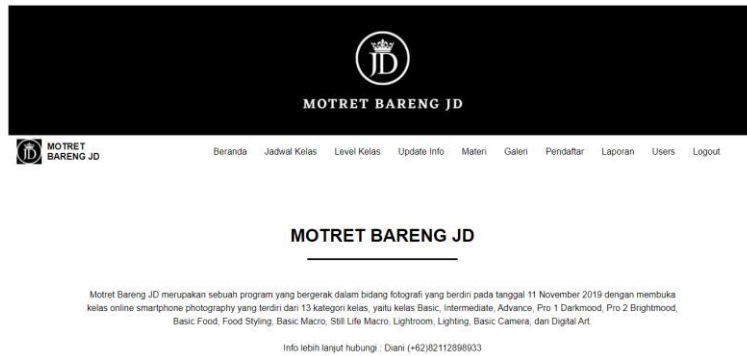 JD
MOTRET BARENG JD
JD
MOTRET
BARENG JD
Beranda Jadwal Kelas Level Kelas Update Info Materi Galeri Pendaftar Laporan Users Logout
MOTRET BARENG JD
Motret Bareng JD merupakan sebuah program yang bergerak dalam bidang fotografi yang berdiri pada tanggal 11 November 2019 dengan membuka
kelas online smartphone photography yang terdiri dari 13 kategori kelas, yaitu kelas Basic, Intermediate, Advance, Pro 1 Darkmood, Pro 2 Brightmood,
Basic Food, Food Styling, Basic Macro, Still Life Macro, Lightroom, Lighting, Basic Camera, dan Digital Art.
Info lebih lanjut hubungi : Diani (+62)82112898933